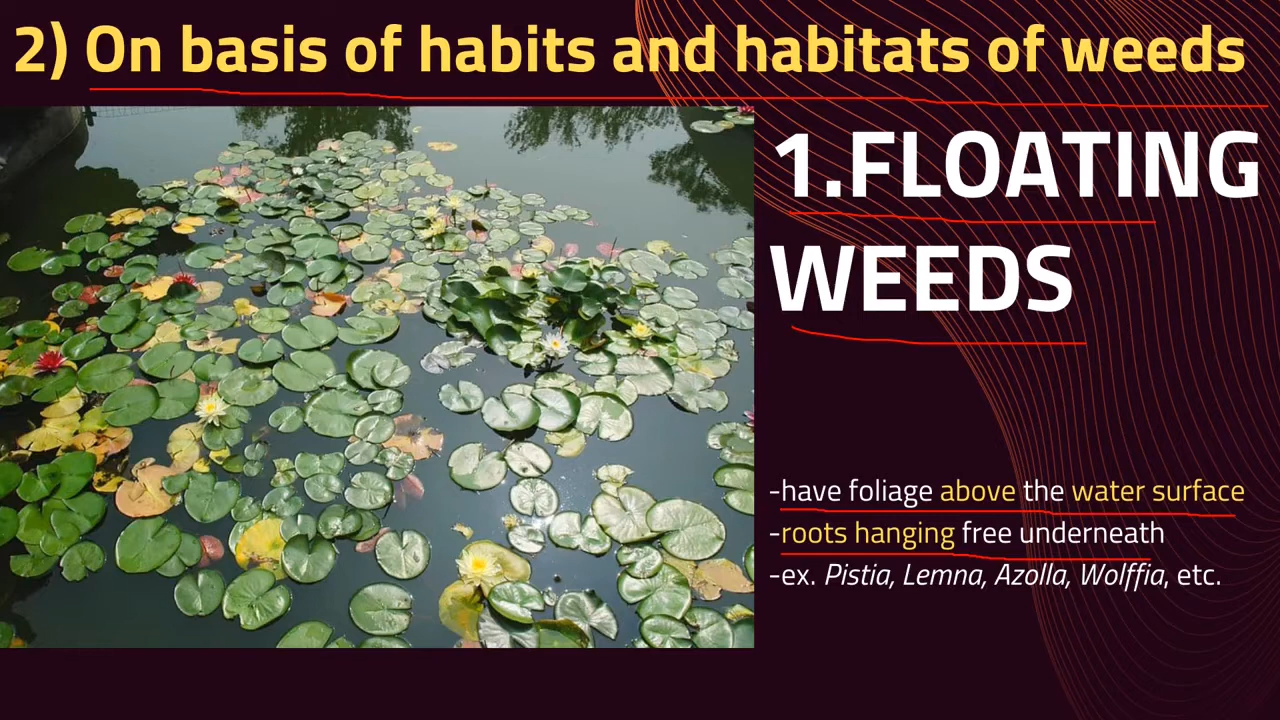 2) On basis of habits and habitats of weeds
1.FLOATING
WEEDS
-have foliage above the water surface
-roots hanging free underneath
-ex. Pistia, Lemna, Azolla, Wolffia, etc.